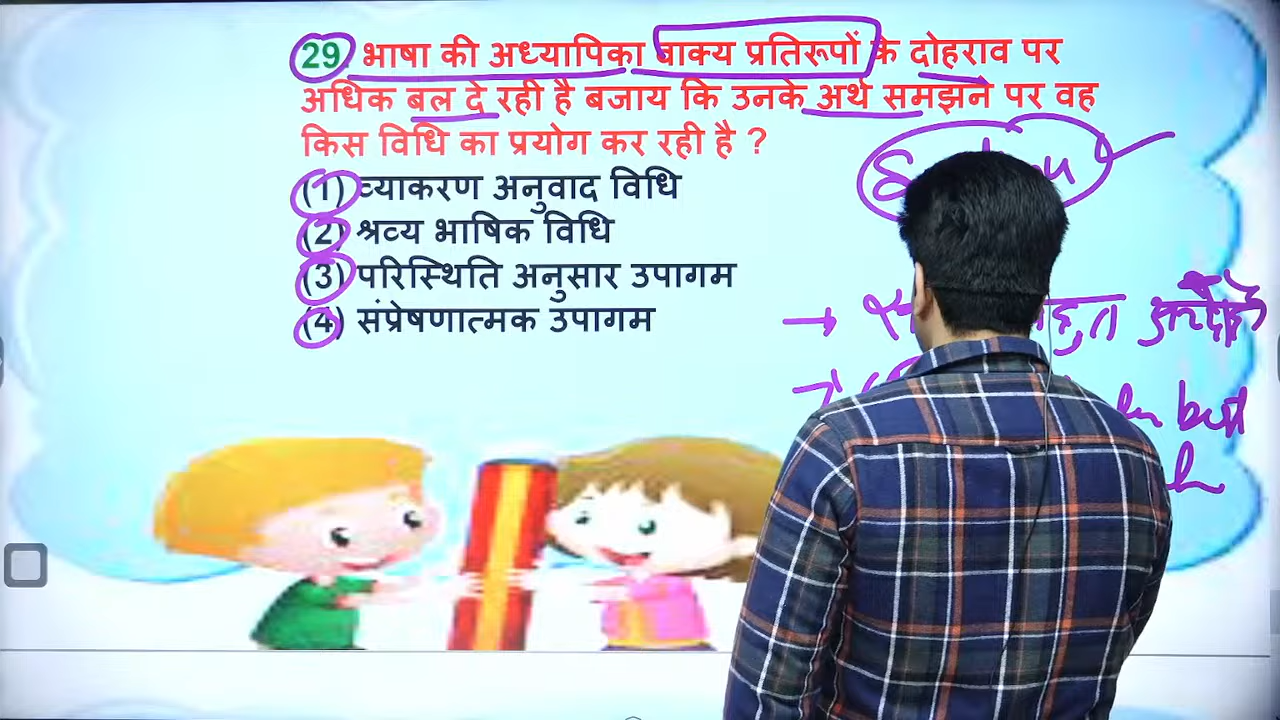 29. भाषा की अध्यापिका वाक्य प्रतिरूपों के दोहराव पर
अधिक बल दे रही है बजाय कि उनके अर्थ समझने पर वह
किस विधि का प्रयोग कर रही है ?
(1) व्याकरण अनुवाद विधि
(2) श्रव्य भाषिक विधि
(3) परिस्थिति अनुसार उपागम
(4) संप्रेषणात्मक उपागम